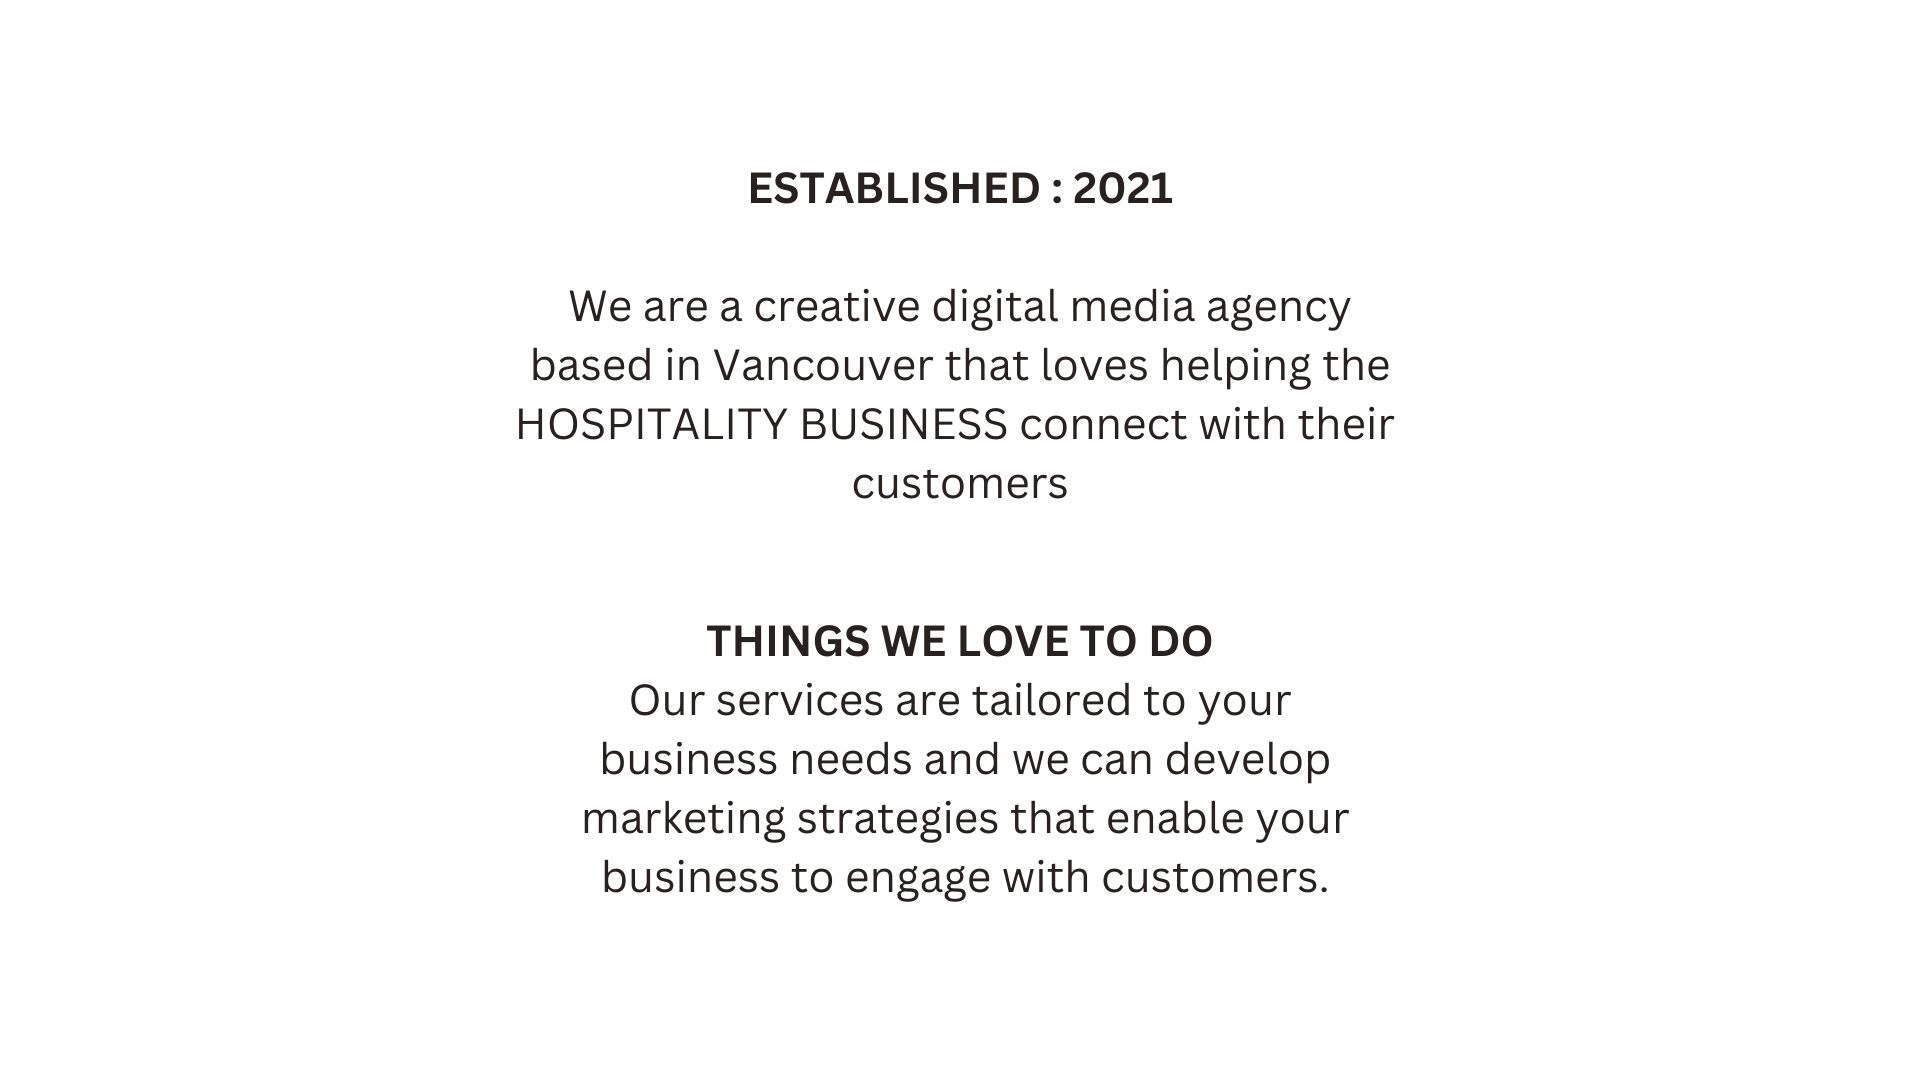 ESTABLISHED : 2021
We are a creative digital media agency
based in Vancouver that loves helping the
HOSPITALITY BUSINESS connect with their
customers
THINGS WE LOVE TO DO
Our services are tailored to your
business needs and we can develop
marketing strategies that enable your
business to engage with customers.